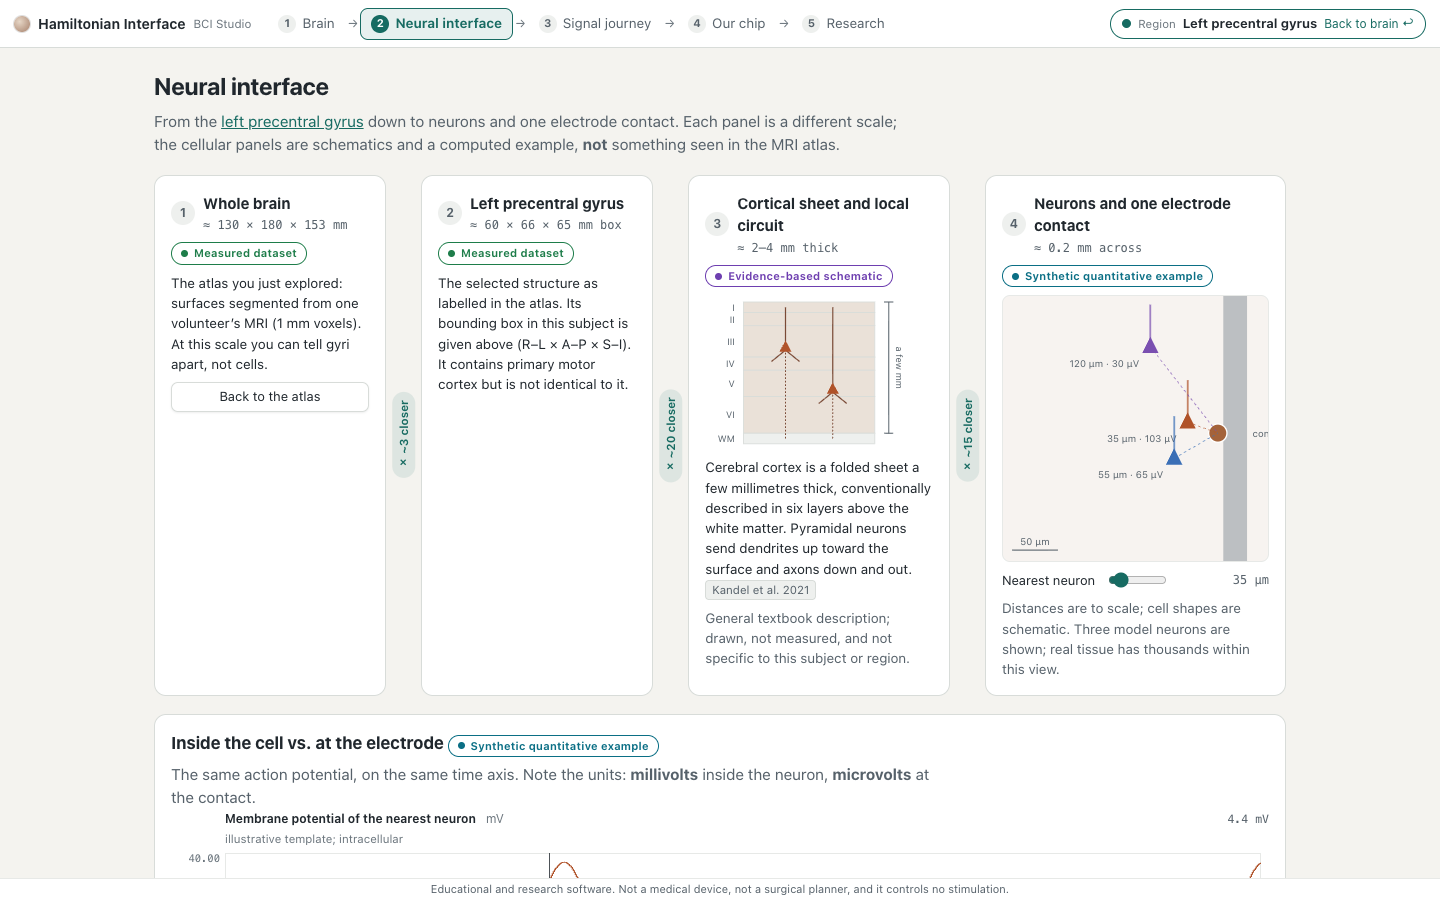 Hamiltonian Interface BCI Studio 1 Brain → 2 Neural interface → 3 Signal journey → 4 Our chip → 5 Research Region Left precentral gyrus Back to brain ↩
Neural interface
From the left precentral gyrus down to neurons and one electrode contact. Each panel is a different scale;
the cellular panels are schematics and a computed example, not something seen in the MRI atlas.
1 Whole brain
≈ 130 × 180 × 153 mm
Measured dataset
The atlas you just explored:
surfaces segmented from one
volunteer’s MRI (1 mm voxels).
At this scale you can tell gyri
apart, not cells.
Back to the atlas
× ~3 closer
2 Left precentral gyrus
≈ 60 × 66 × 65 mm box
Measured dataset
The selected structure as
labelled in the atlas. Its
bounding box in this subject is
given above (R–L × A–P × S–I).
It contains primary motor
cortex but is not identical to it.
× ~20 closer
3 Cortical sheet and local
circuit
≈ 2–4 mm thick
Evidence-based schematic
I
II
III
IV
V
VI
WM
a few mm
Cerebral cortex is a folded sheet a
few millimetres thick, conventionally
described in six layers above the
white matter. Pyramidal neurons
send dendrites up toward the
surface and axons down and out.
Kandel et al. 2021
General textbook description;
drawn, not measured, and not
specific to this subject or region.
× ~15 closer
4 Neurons and one electrode
contact
≈ 0.2 mm across
Synthetic quantitative example
120 µm · 30 µV
35 µm · 103 µV
con
55 µm · 65 µV
50 µm
Nearest neuron 35 µm
Distances are to scale; cell shapes are
schematic. Three model neurons are
shown; real tissue has thousands within
this view.
Inside the cell vs. at the electrode Synthetic quantitative example
The same action potential, on the same time axis. Note the units: millivolts inside the neuron, microvolts at
the contact.
Membrane potential of the nearest neuron mV 4.4 mV
illustrative template; intracellular
40.00
Educational and research software. Not a medical device, not a surgical planner, and it controls no stimulation.